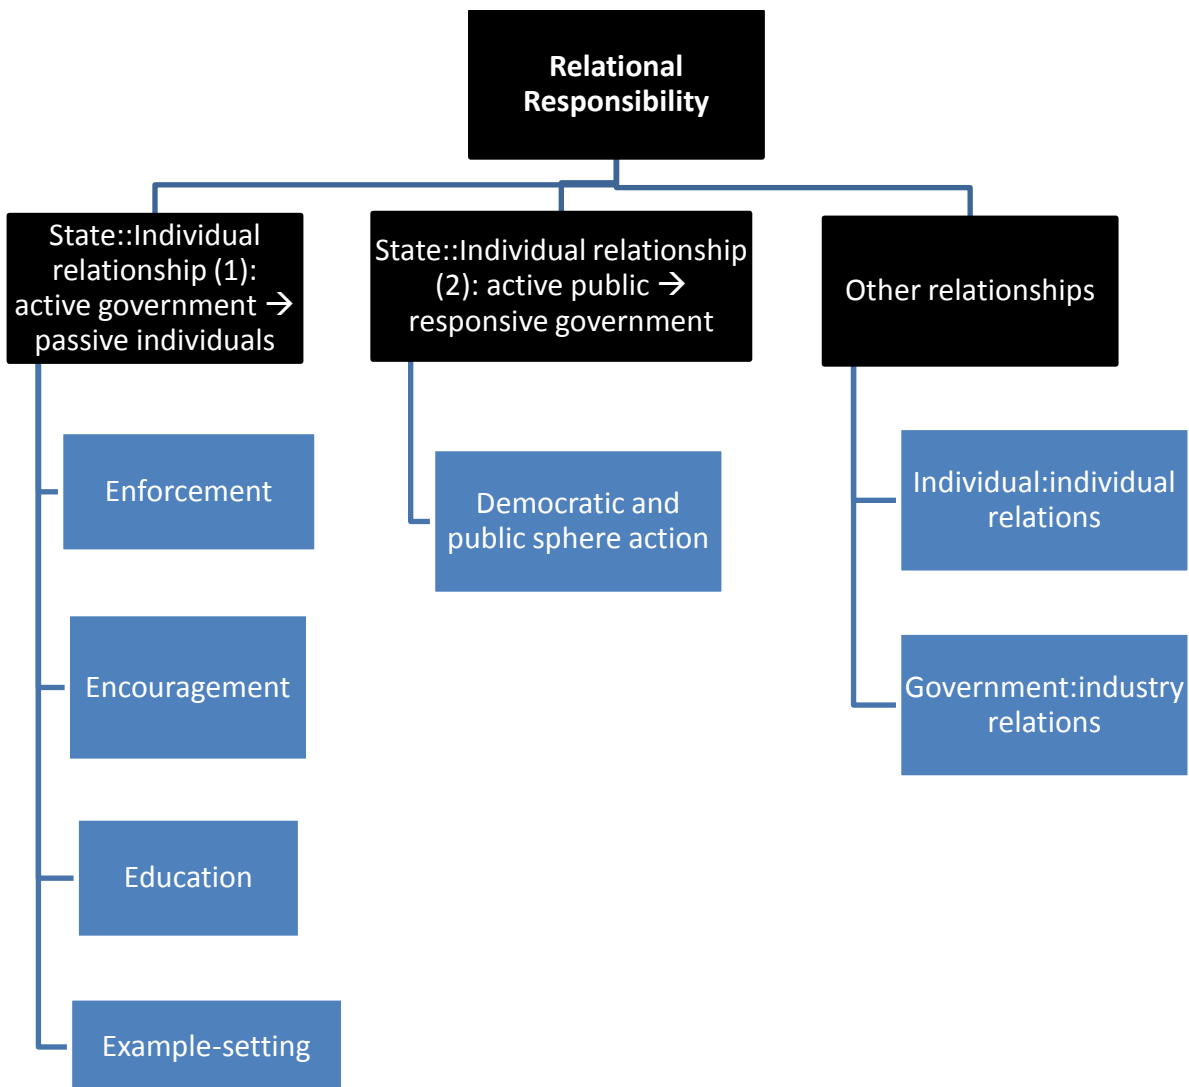 Relational
Responsibility
State::Individual
relationship (1):
active government →
passive individuals
State::Individual relationship
(2): active public →
responsive government
Other relationships
Enforcement
Encouragement
Education
Example-setting
Democratic and
public sphere action
Individual:individual
relations
Government:industry
relations